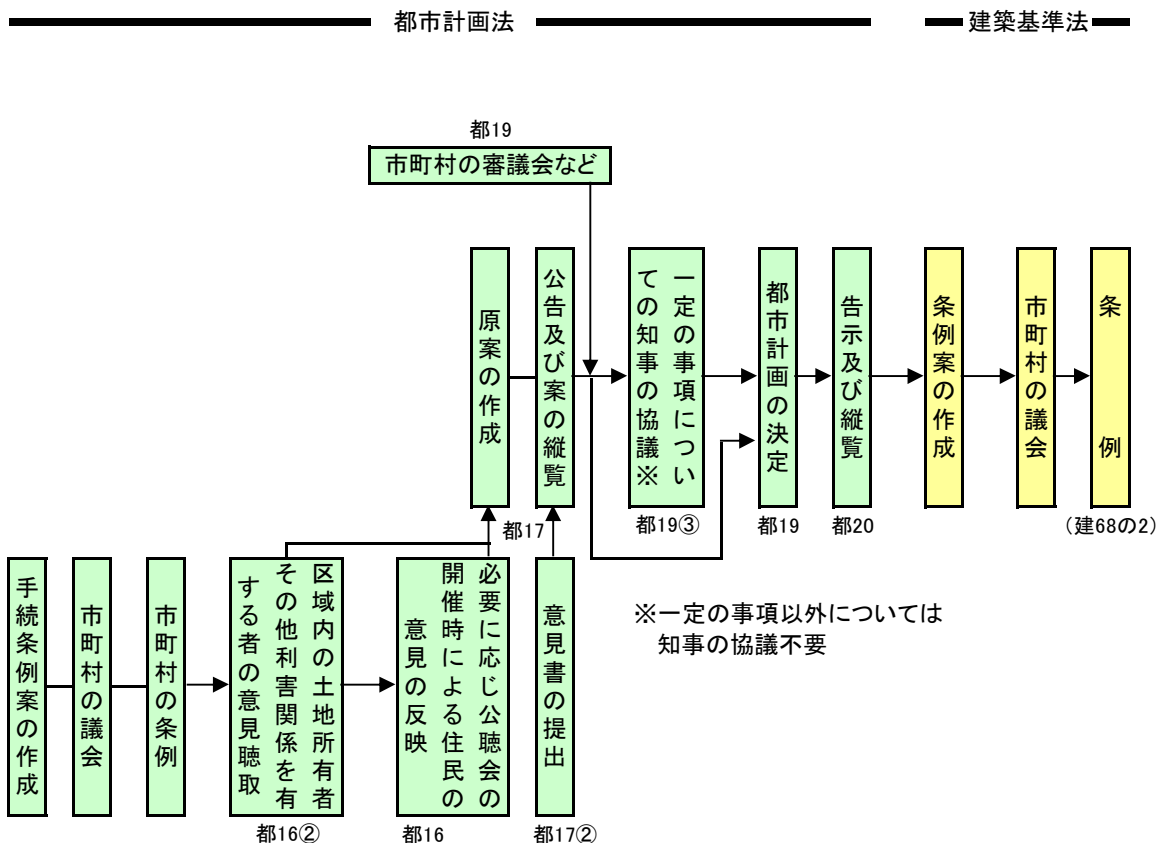 都市計画法
建築基準法
都19
市町村の審議会など
原案の作成
公告及び案の縦覧
一定の事項につい
ての知事の協議※
都市計画の決定
告示及び縦覧
条例案の作成
市町村の議会
条例
都17
都19③
都19
都20
(建68の2)
手続条例案の作成
市町村の議会
市町村の条例
区域内の土地所有者
その他利害関係を有
する者の意見聴取
必要に応じ公聴会の
開催時による住民の
意見の反映
意見書の提出
※一定の事項以外については
知事の協議不要
都16②
都16
都17②